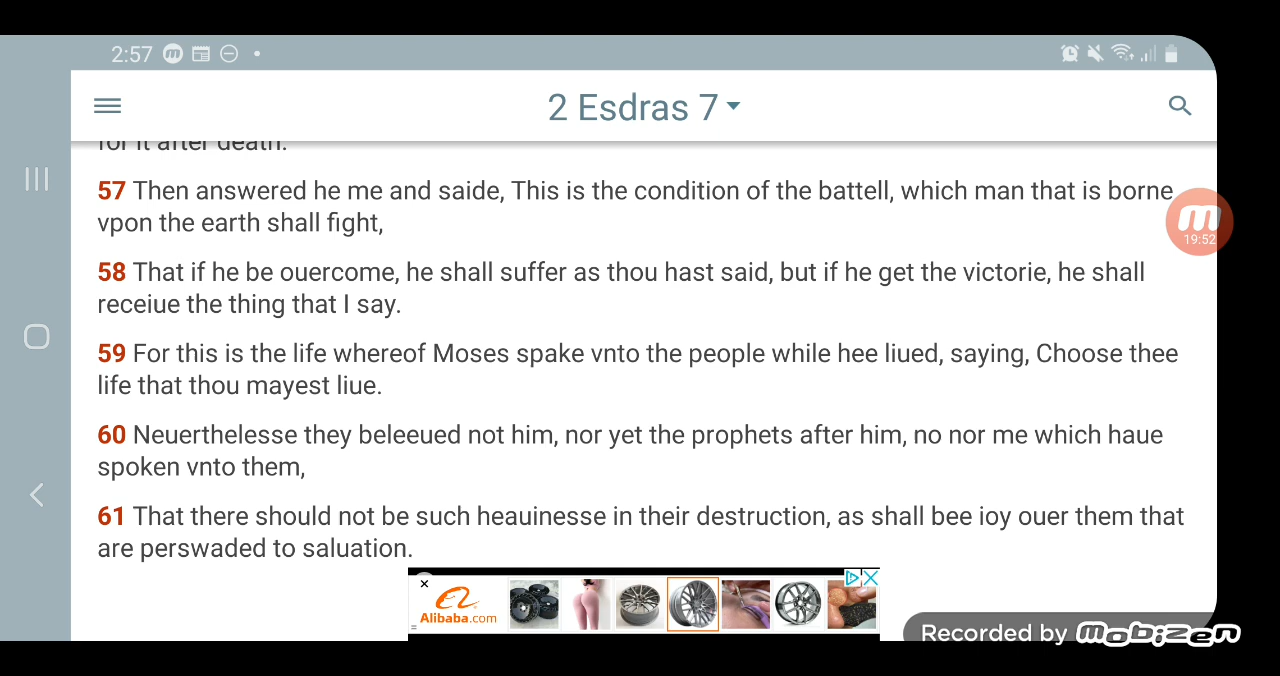 2:57
2 Esdras 7
for it after death.
57 Then answered he me and saide, This is the condition of the battell, which man that is borne
vpon the earth shall fight,
19:52
58 That if he be ouercome, he shall suffer as thou hast said, but if he get the victorie, he shall
receiue the thing that I say.
59 For this is the life whereof Moses spake vnto the people while hee liued, saying, Choose thee
life that thou mayest liue.
60 Neuerthelesse they beleeued not him, nor yet the prophets after him, no nor me which haue
spoken vnto them,
61 That there should not be such heauinesse in their destruction, as shall bee ioy ouer them that
are perswaded to saluation.
Alibaba.com
Recorded by mobizen